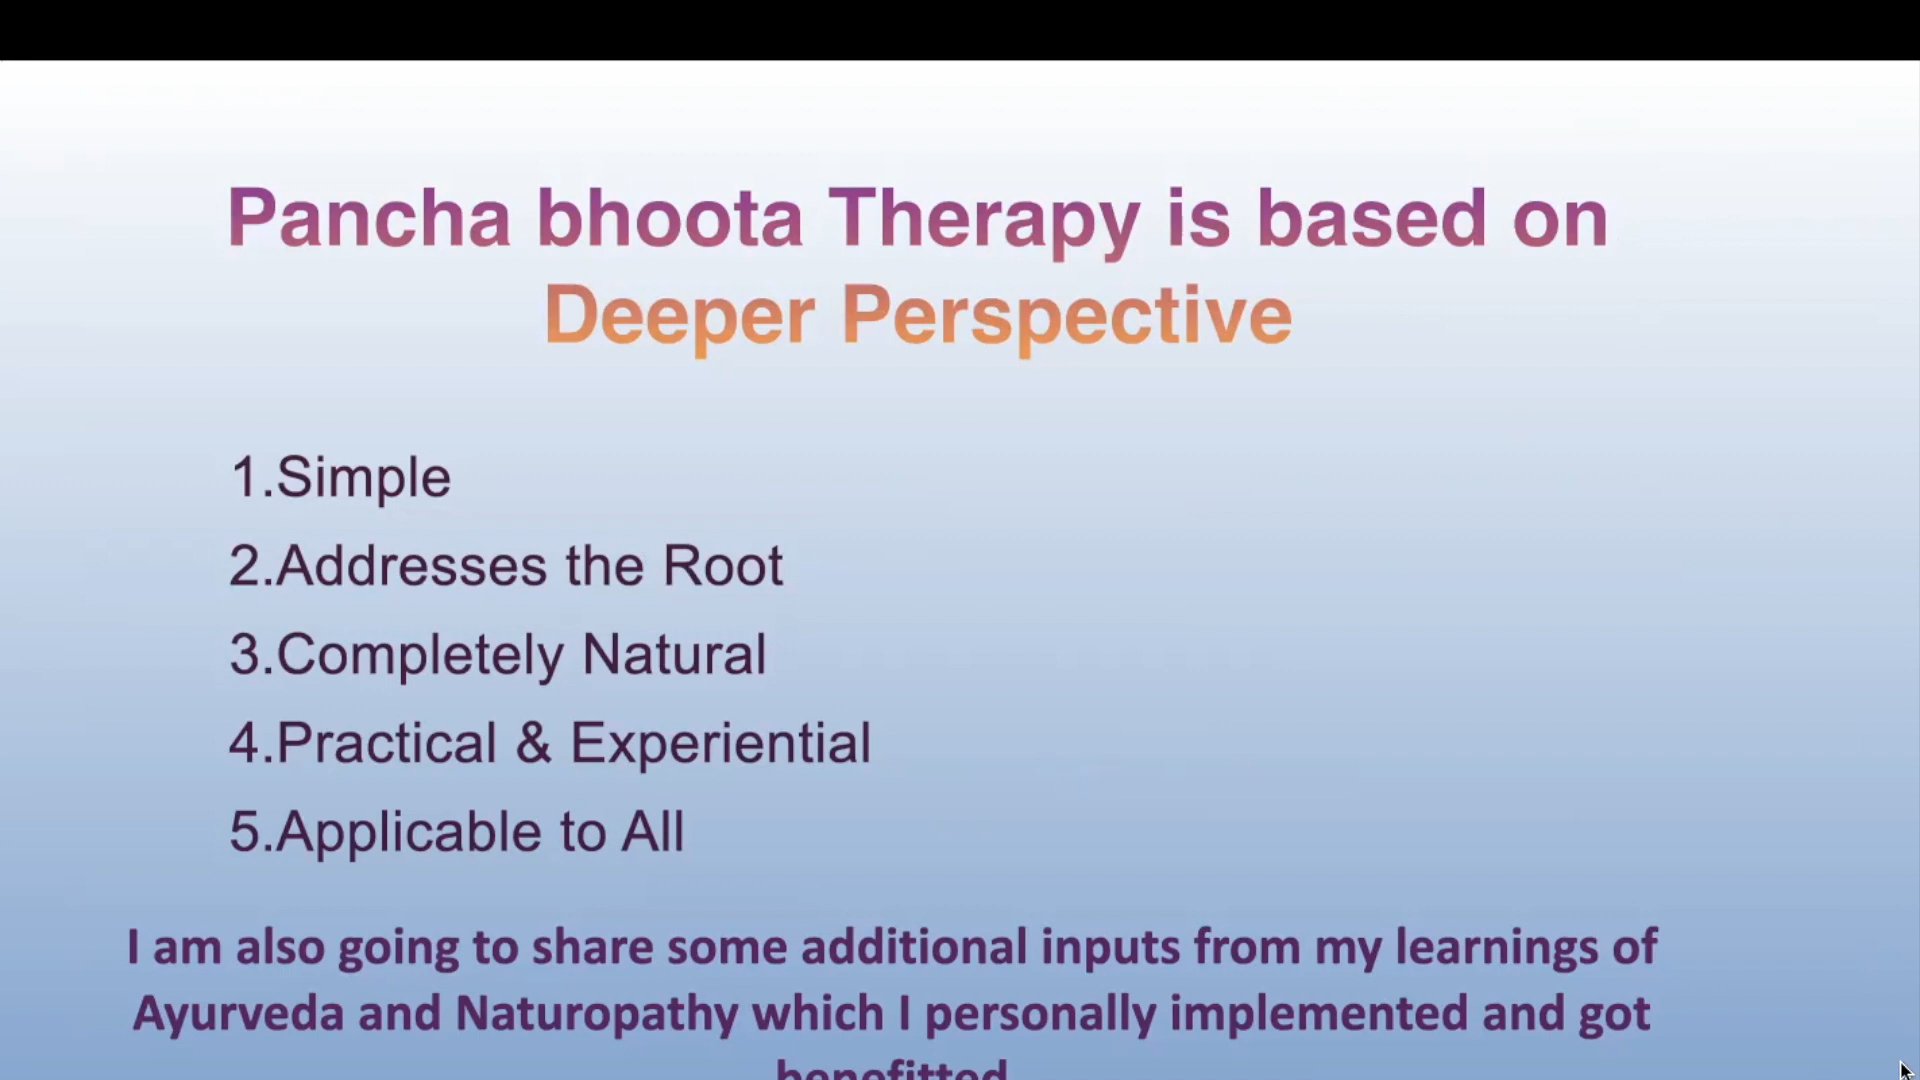 Pancha bhoota Therapy is based on
Deeper Perspective
1.Simple
2.Addresses the Root
3.Completely Natural
4.Practical & Experiential
5.Applicable to All
I am also going to share some additional inputs from my learnings of
Ayurveda and Naturopathy which I personally implemented and got
benefitted